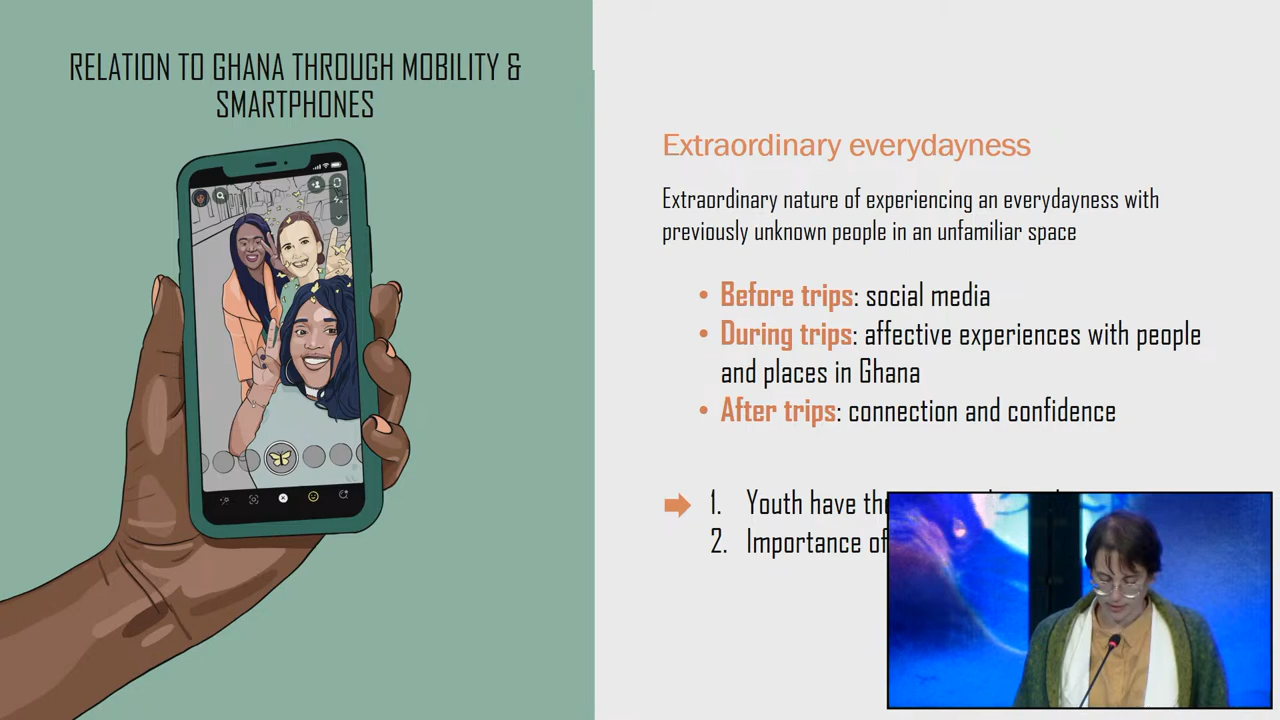 RELATION TO GHANA THROUGH MOBILITY &
SMARTPHONES
Extraordinary everydayness
Extraordinary nature of experiencing an everydayness with
previously unknown people in an unfamiliar space
• Before trips: social media
• During trips: affective experiences with people
and places in Ghana
• After trips: connection and confidence
1. Youth have
2. Importance of